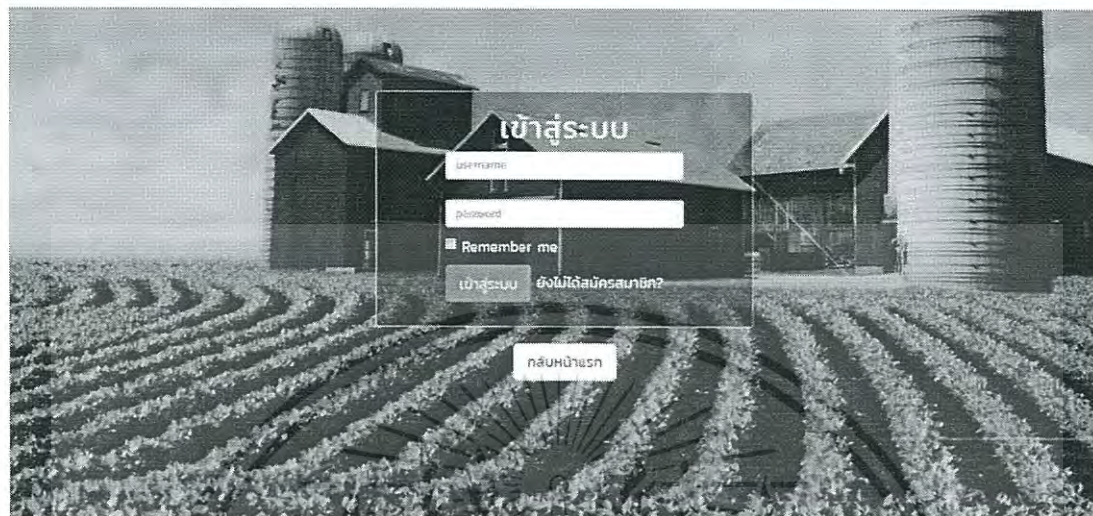 เข้าสู่ระบบ
username
password
Remember me
เข้าสู่ระบบ ยังไม่ได้สมัครสมาชิก?
กลับหน้าแรก